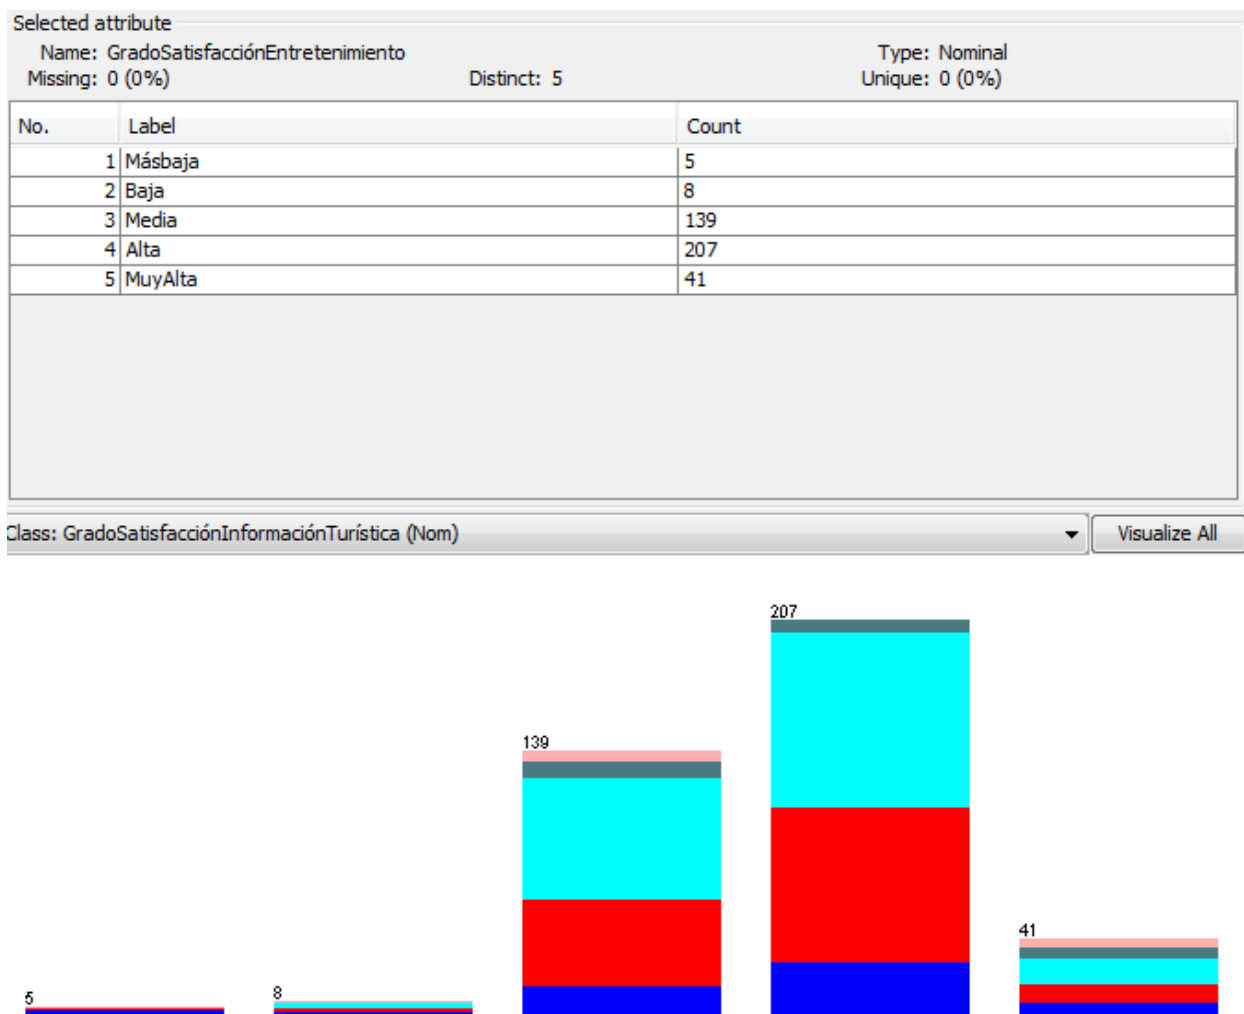 Selected attribute
Name: GradoSatisfacciónEntretenimiento Type: Nominal
Missing: 0 (0%) Distinct: 5 Unique: 0 (0%)
No. Label Count
1 Másbaja 5
2 Baja 8
3 Media 139
4 Alta 207
5 MuyAlta 41
Class: GradoSatisfacciónInformaciónTurística (Nom) Visualize All
207
139
41
5
8